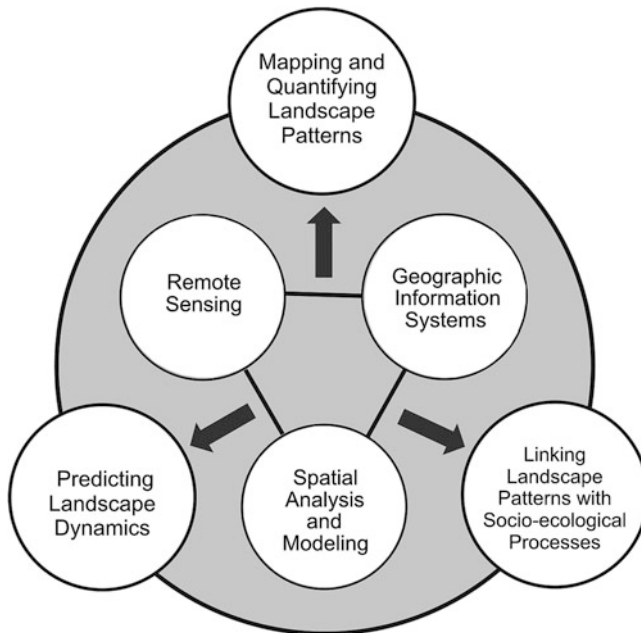 Mapping and
Quantifying
Landscape
Patterns
Remote
Sensing
Geographic
Information
Systems
Predicting
Landscape
Dynamics
Spatial
Analysis
and
Modeling
Linking
Landscape
Patterns with
Socio-ecological
Processes